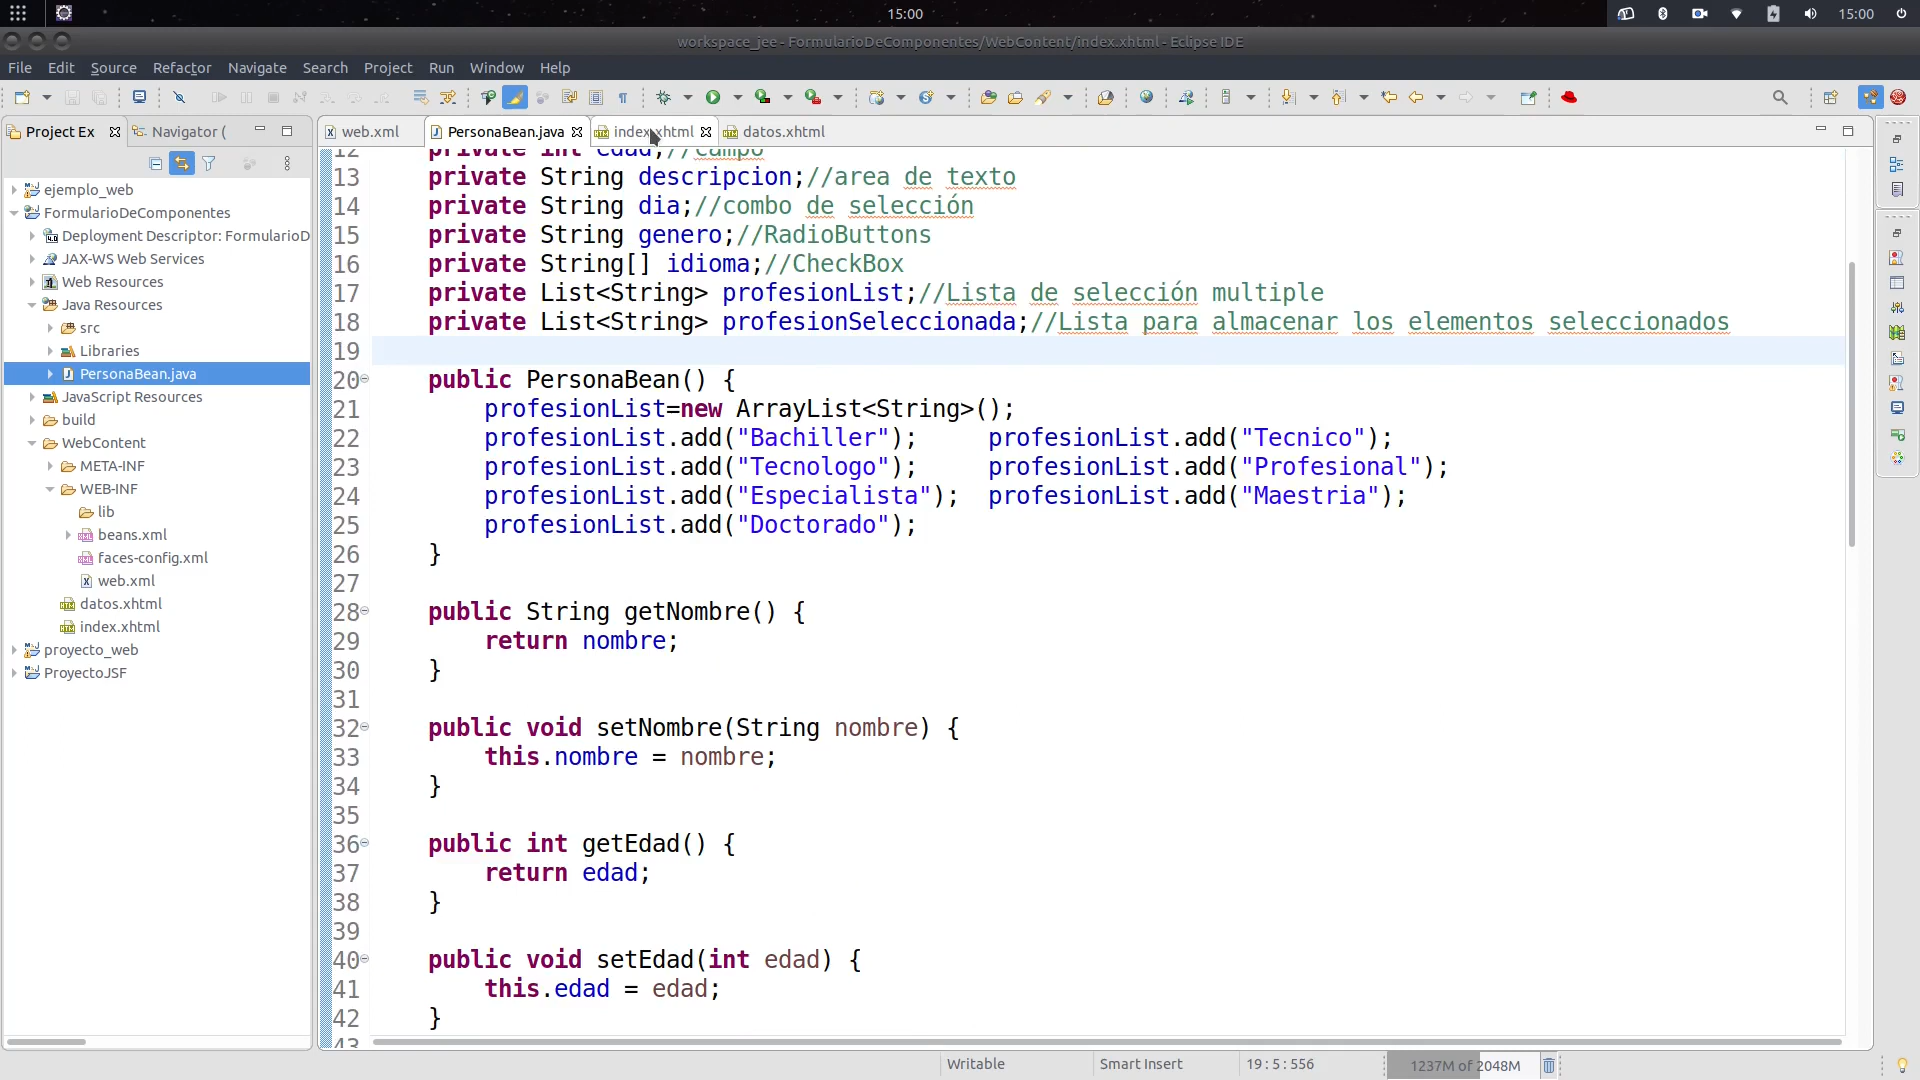 15:00
15:00
workspace_jee - FormularioDeComponentes/WebContent/index.xhtml - Eclipse IDE
File Edit Source Refactor Navigate Search Project Run Window Help
Project Ex Navigator ( web.xml PersonaBean.java index.xhtml datos.xhtml
ejemplo_web
FormularioDeComponentes
Deployment Descriptor: FormularioD
JAX-WS Web Services
Web Resources
Java Resources
src
Libraries
PersonaBean.java
JavaScript Resources
build
WebContent
META-INF
WEB-INF
lib
beans.xml
faces-config.xml
web.xml
datos.xhtml
index.xhtml
proyecto_web
ProyectoJSF
12 private int edad;//campo
13 private String descripcion;//area de texto
14 private String dia;//combo de selección
15 private String genero;//RadioButtons
16 private String[] idioma;//CheckBox
17 private List<String> profesionList;//Lista de selección multiple
18 private List<String> profesionSeleccionada;//Lista para almacenar los elementos seleccionados
19
20 public PersonaBean() {
21 profesionList=new ArrayList<String>();
22 profesionList.add("Bachiller"); profesionList.add("Tecnico");
23 profesionList.add("Tecnologo"); profesionList.add("Profesional");
24 profesionList.add("Especialista"); profesionList.add("Maestria");
25 profesionList.add("Doctorado");
26 }
27
28 public String getNombre() {
29 return nombre;
30 }
31
32 public void setNombre(String nombre) {
33 this.nombre = nombre;
34 }
35
36 public int getEdad() {
37 return edad;
38 }
39
40 public void setEdad(int edad) {
41 this.edad = edad;
42 }
43
Writable Smart Insert 19 : 5 : 556 1237M of 2048M